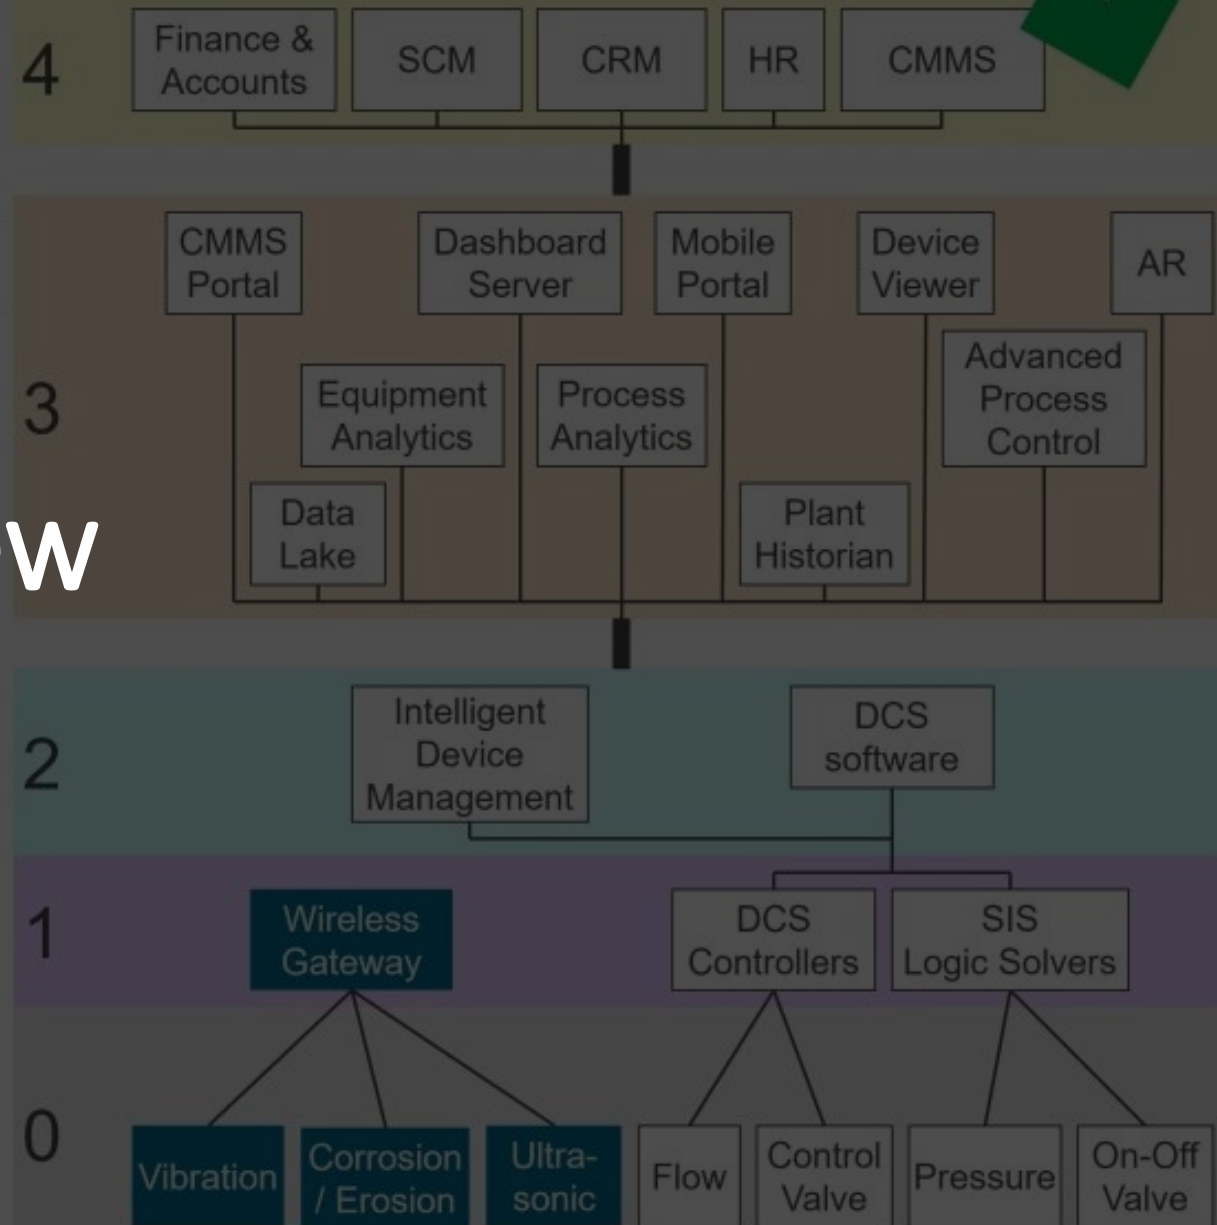 4
Finance &
Accounts
SCM
CRM
HR
CMMS
3
CMMS
Portal
Dashboard
Server
Mobile
Portal
Device
Viewer
AR
Equipment
Analytics
Process
Analytics
Advanced
Process
Control
Data
Lake
Plant
Historian
w
2
Intelligent
Device
Management
DCS
software
1
Wireless
Gateway
DCS
Controllers
SIS
Logic Solvers
0
Vibration
Corrosion
/ Erosion
Ultra-
sonic
Flow
Control
Valve
Pressure
On-Off
Valve